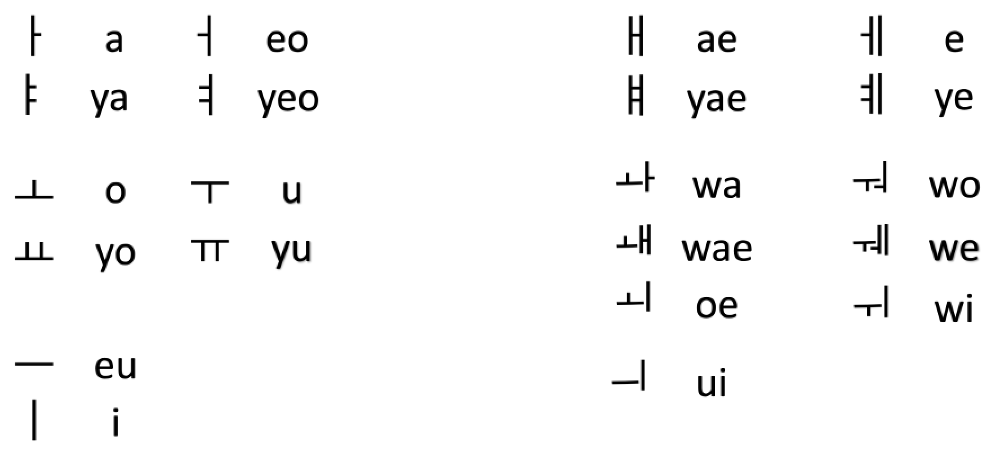 ㅏ a ㅓ eo ㅐ ae ㅔ e
ㅑ ya ㅕ yeo ㅒ yae ㅖ ye
ㅘ wa ㅝ wo
ㅗ o ㅜ u
ㅛ yo ㅠ yu ㅙ wae ㅞ we
ㅚ oe ㅟ wi
ㅡ eu ㅢ ui
ㅣ i